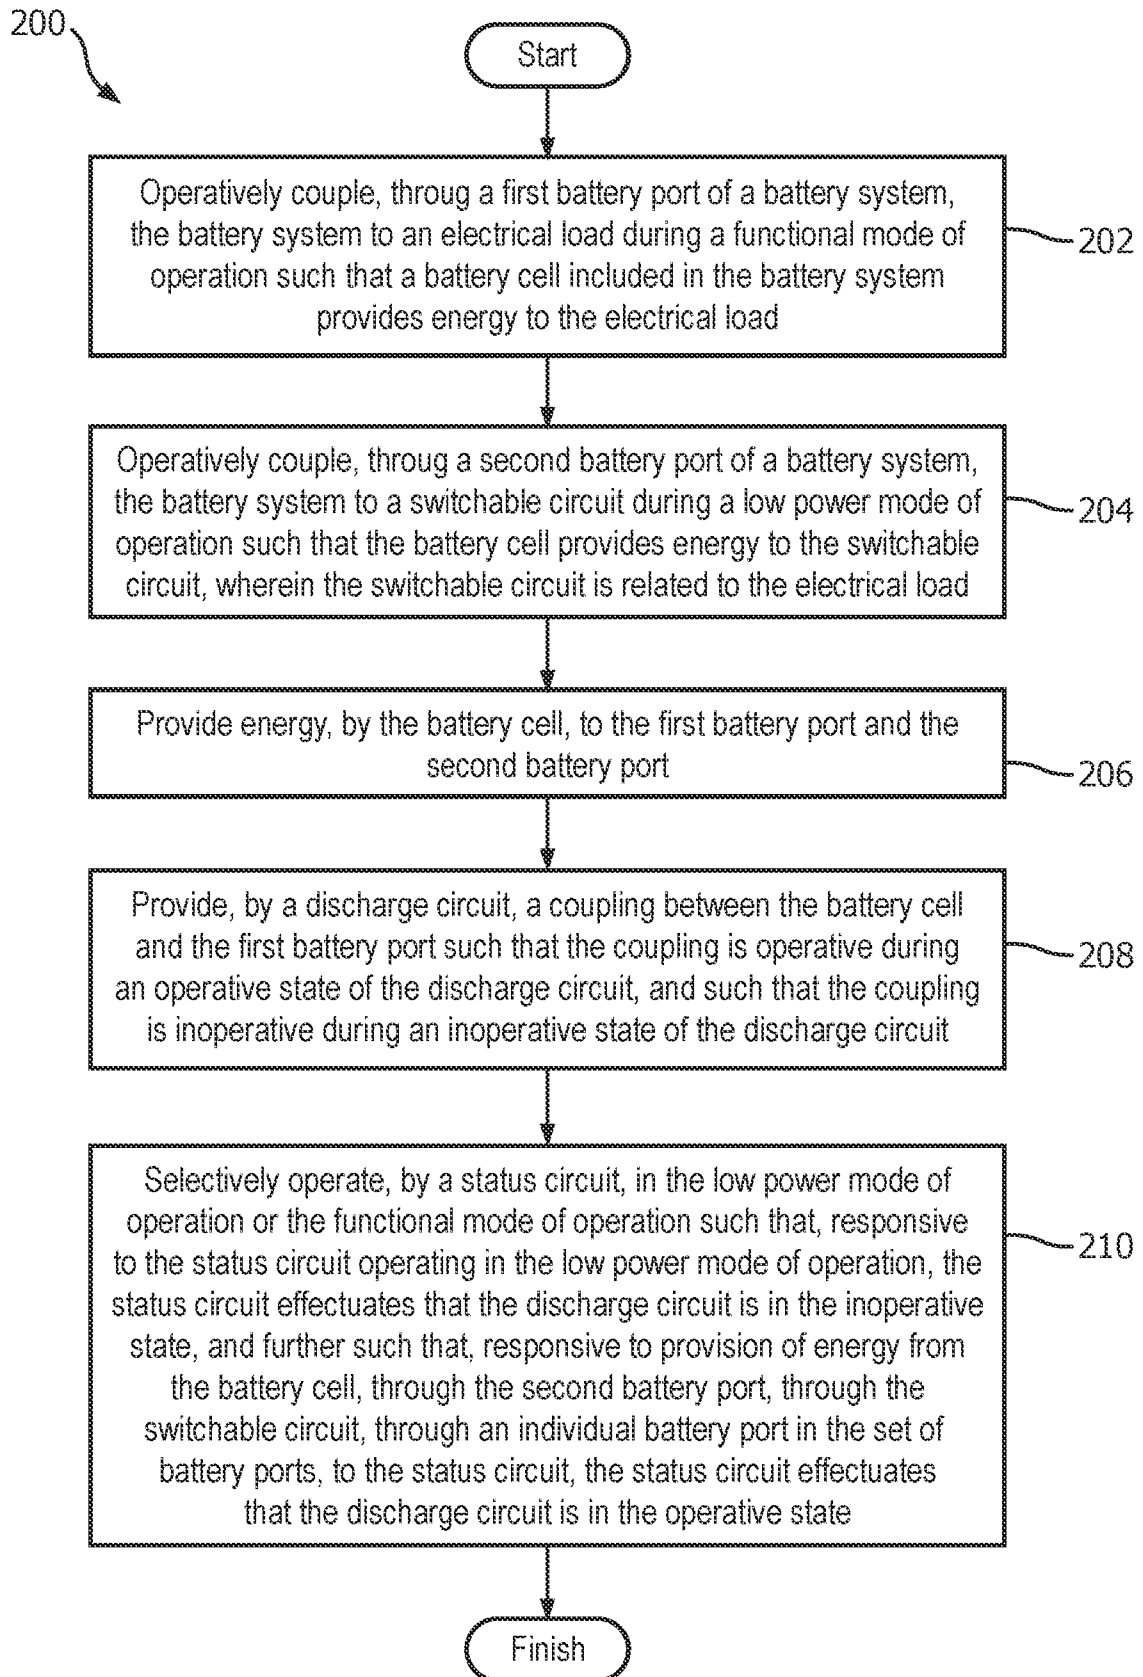 200
Start
Operatively couple, throug a first battery port of a battery system,
the battery system to an electrical load during a functional mode of
operation such that a battery cell included in the battery system
provides energy to the electrical load
202
Operatively couple, throug a second battery port of a battery system,
the battery system to a switchable circuit during a low power mode of
operation such that the battery cell provides energy to the switchable
circuit, wherein the switchable circuit is related to the electrical load
204
Provide energy, by the battery cell, to the first battery port and the
second battery port
206
Provide, by a discharge circuit, a coupling between the battery cell
and the first battery port such that the coupling is operative during
an operative state of the discharge circuit, and such that the coupling
is inoperative during an inoperative state of the discharge circuit
208
Selectively operate, by a status circuit, in the low power mode of
operation or the functional mode of operation such that, responsive
to the status circuit operating in the low power mode of operation, the
status circuit effectuates that the discharge circuit is in the inoperative
state, and further such that, responsive to provision of energy from
the battery cell, through the second battery port, through the
switchable circuit, through an individual battery port in the set of
battery ports, to the status circuit, the status circuit effectuates
that the discharge circuit is in the operative state
210
Finish